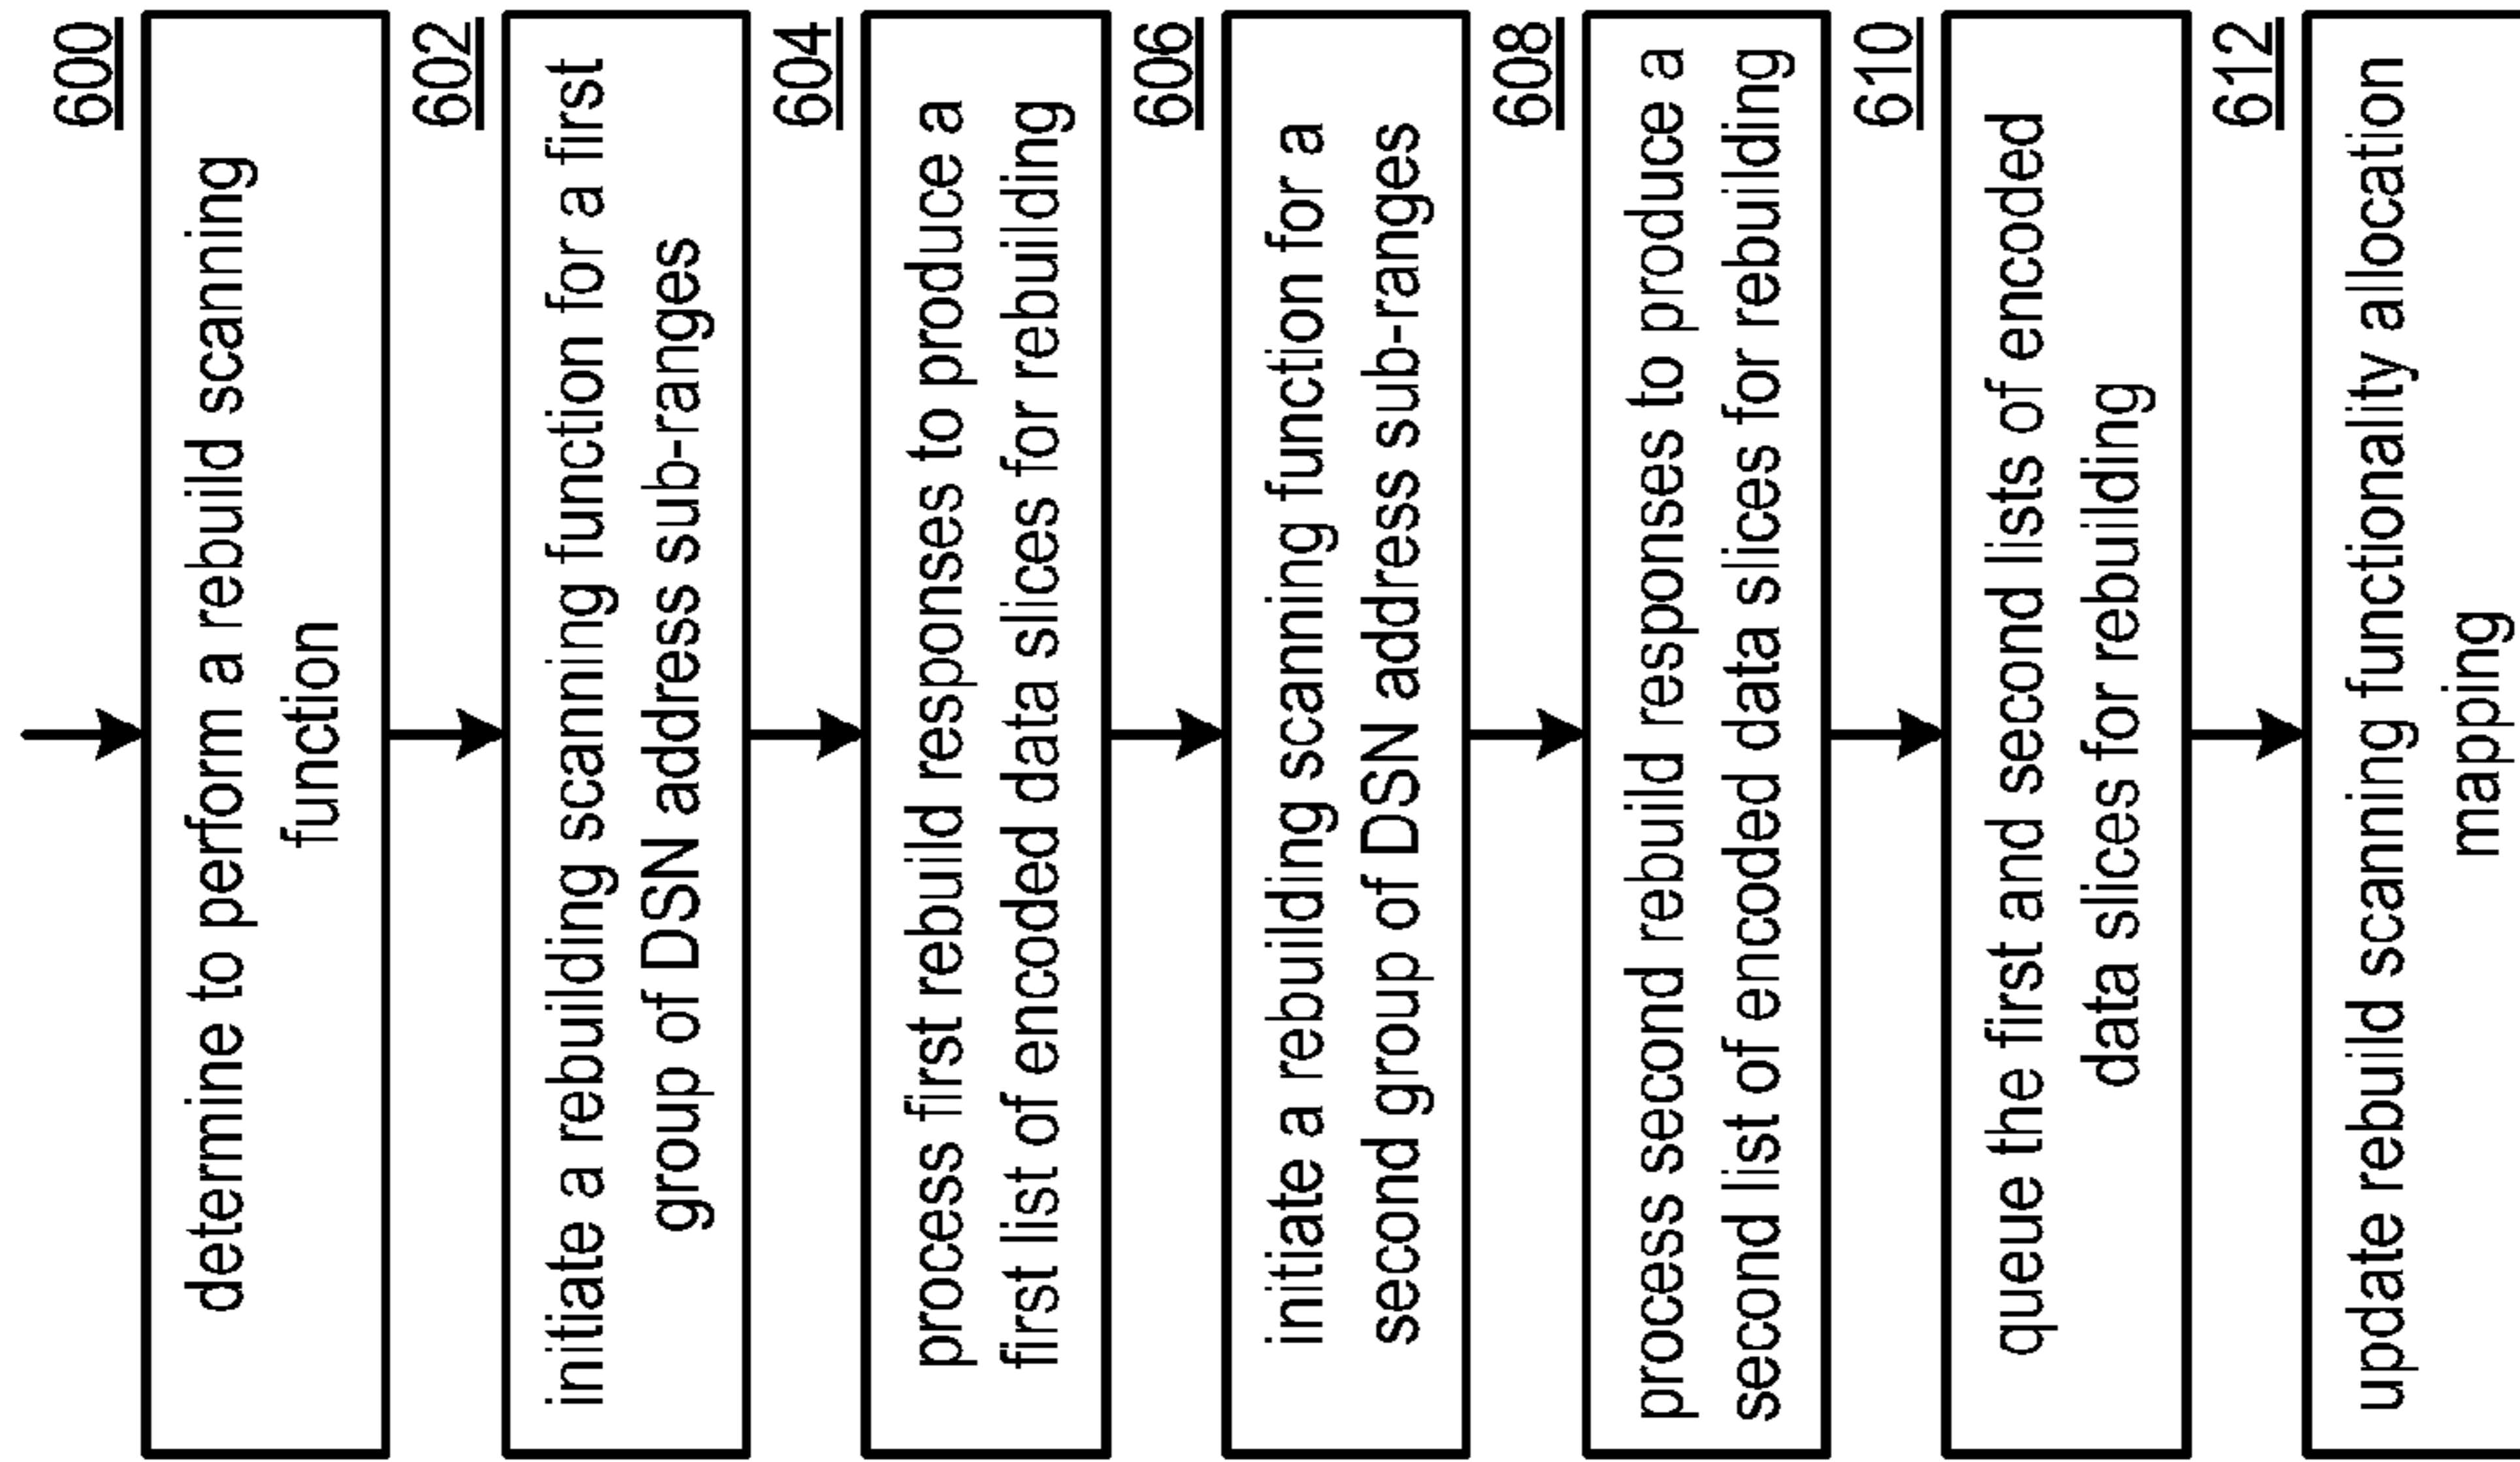 600
determine to perform a rebuild scanning
function
602
initiate a rebuilding scanning function for a first
group of DSN address sub-ranges
604
process first rebuild responses to produce a
first list of encoded data slices for rebuilding
606
initiate a rebuilding scanning function for a
second group of DSN address sub-ranges
608
process second rebuild responses to produce a
second list of encoded data slices for rebuilding
610
queue the first and second lists of encoded
data slices for rebuilding
612
update rebuild scanning functionality allocation
mapping